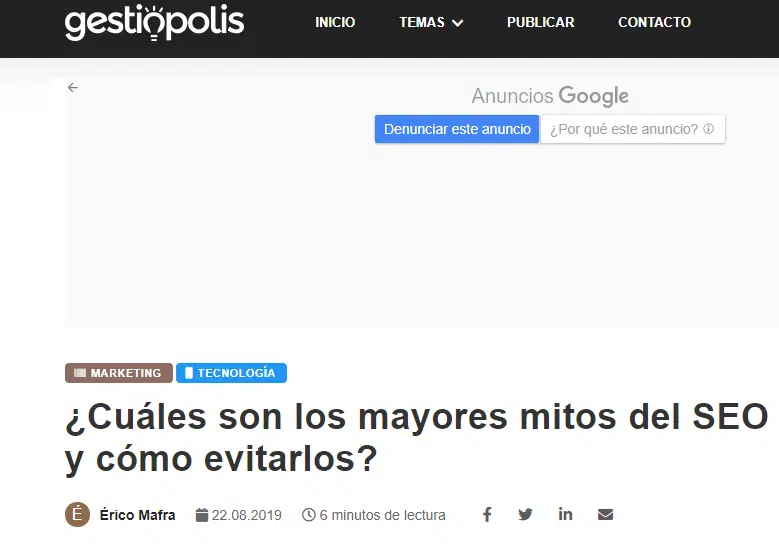 gestiopolis
INICIO TEMAS PUBLICAR CONTACTO
Anuncios Google
Denunciar este anuncio ¿Por qué este anuncio?
MARKETING TECNOLOGÍA
¿Cuáles son los mayores mitos del SEO
y cómo evitarlos?
É Érico Mafra 22.08.2019 6 minutos de lectura